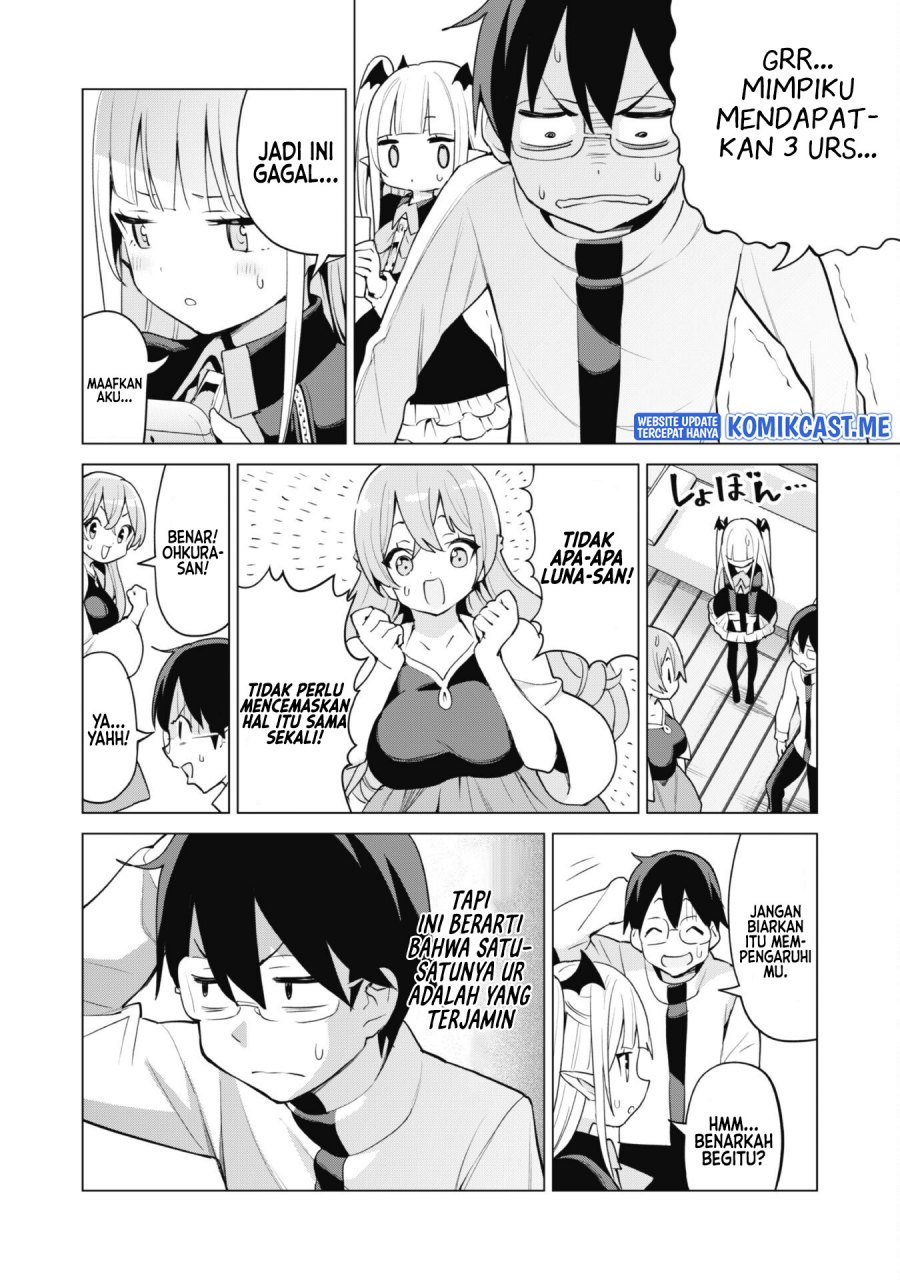 GRR...
MIMPIKU
MENDAPAT-
KAN 3 URS...
JADI INI
GAGAL...
MAAFKAN
AKU...
WEBSITE UPDATE
TERCEPAT HANYA
KOMIKCAST.ME
しょぼん…
TIDAK
APA-APA
LUNA-SAN!
TIDAK PERLU
MENCEMASKAN
HAL ITU SAMA
SEKALI!
BENAR!
OHKURA-
SAN!
YA...
YAHH!
JANGAN
BIARKAN
ITU MEM-
PENGARUHI
MU.
HMM...
BENARKAH
BEGITU?
TAPI
INI BERARTI
BAHWA SATU-
SATUNYA UR
ADALAH YANG
TERJAMIN